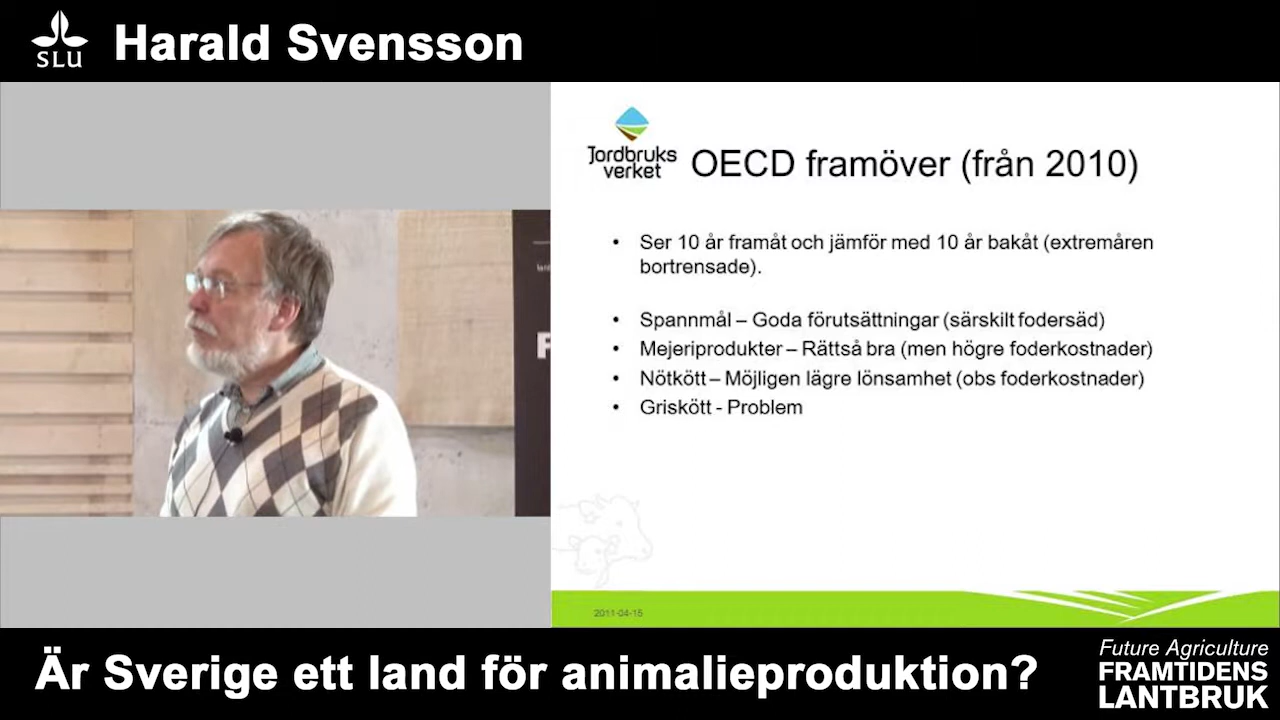 SLU
Harald Svensson
Jordbruks
verket
OECD framöver (från 2010)
• Ser 10 år framåt och jämför med 10 år bakåt (extremåren
bortrensade).
• Spannmål – Goda förutsättningar (särskilt fodersäd)
• Mejeriprodukter – Rättså bra (men högre foderkostnader)
• Nötkött – Möjligen lägre lönsamhet (obs foderkostnader)
• Griskött - Problem
F
2011-04-15
Är Sverige ett land för animalieproduktion?
Future Agriculture
FRAMTIDENS
LANTBRUK